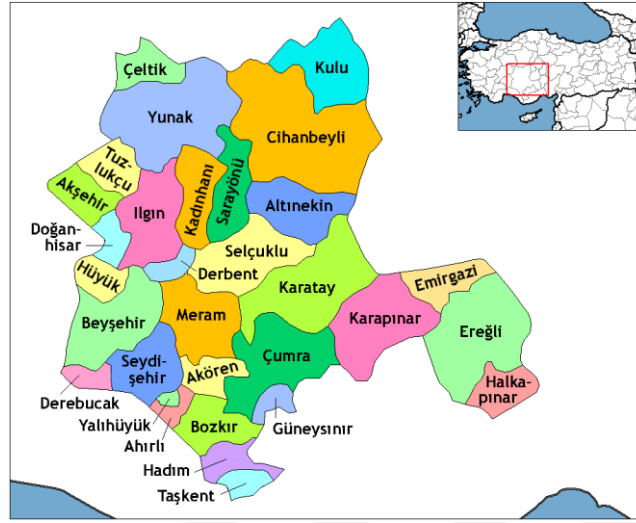 Çeltik
Kulu
Yunak
Cihanbeyli
Tuz-
lukçu
Akşehir
Ilgın
Kadınhanı
Sarayönü
Altınekin
Doğan-
hisar
Selçuklu
Derbent
Hüyük
Karatay
Emirgazi
Beyşehir
Meram
Karapınar
Ereğli
Çumra
Seydi-
şehir
Akören
Halka-
pınar
Derebucak
Yalıhüyük
Ahırlı
Bozkır
Güneysınır
Hadım
Taşkent